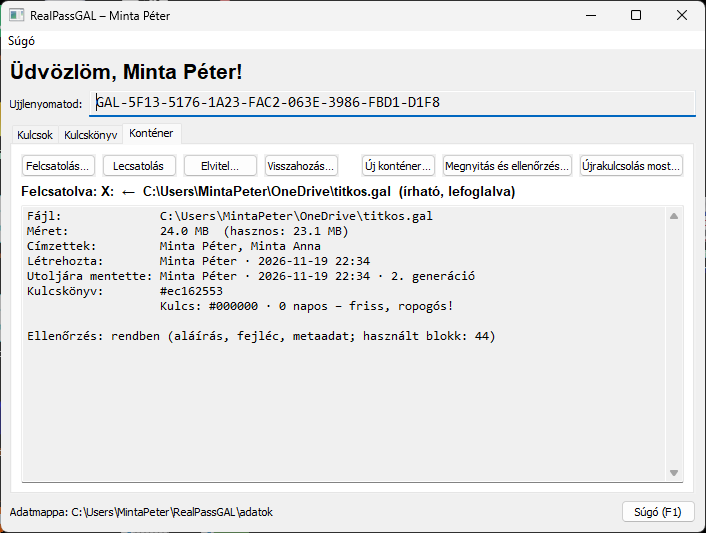 RealPassGAL – Minta Péter
Súgó
Üdvözlöm, Minta Péter!
Ujjlenyomatod: GAL-5F13-5176-1A23-FAC2-063E-3986-FBD1-D1F8
Kulcsok Kulcskönyv Konténer
Felcsatolás... Lecsatolás Elvitel... Visszahozás... Új konténer... Megnyitás és ellenőrzés... Újrakulcsolás most...
Felcsatolva: X: ← C:\Users\MintaPeter\OneDrive\titkos.gal (írható, lefoglalva)
Fájl: C:\Users\MintaPeter\OneDrive\titkos.gal
Méret: 24.0 MB (hasznos: 23.1 MB)
Címzettek: Minta Péter, Minta Anna
Létrehozta: Minta Péter · 2026-11-19 22:34
Utoljára mentette: Minta Péter · 2026-11-19 22:34 · 2. generáció
Kulcskönyv: #ec162553
Kulcs: #000000 · 0 napos – friss, ropogós!
Ellenőrzés: rendben (aláírás, fejléc, metaadat; használt blokk: 44)
Adatmappa: C:\Users\MintaPeter\RealPassGAL\adatok
Súgó (F1)